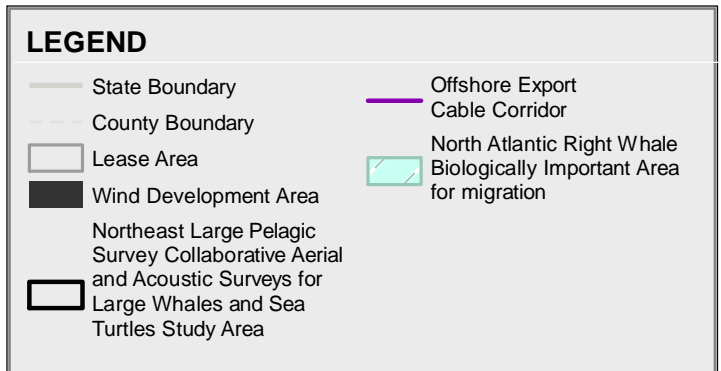 LEGEND
State Boundary
County Boundary
Lease Area
Wind Development Area
Northeast Large Pelagic
Survey Collaborative Aerial
and Acoustic Surveys for
Large Whales and Sea
Turtles Study Area
Offshore Export
Cable Corridor
North Atlantic Right Whale
Biologically Important Area
for migration